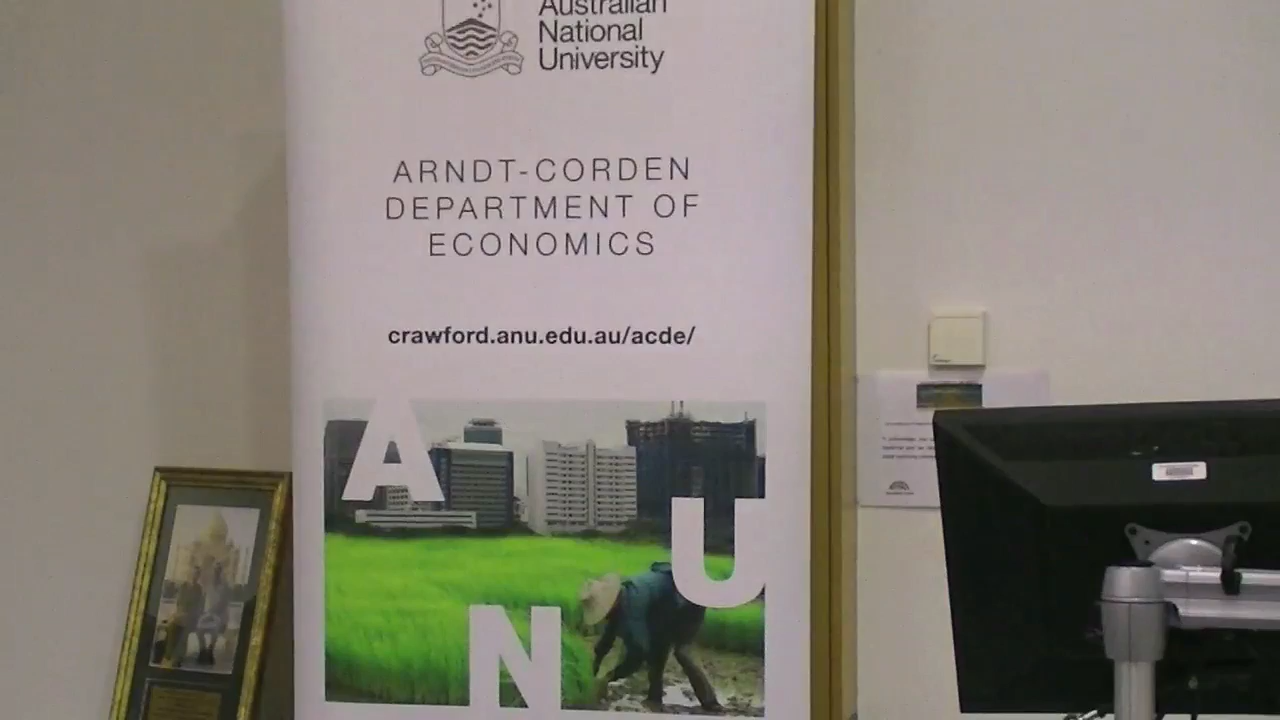 Australian
National
University
ARNDT-CORDEN
DEPARTMENT OF
ECONOMICS
crawford.anu.edu.au/acde/
A
U
N